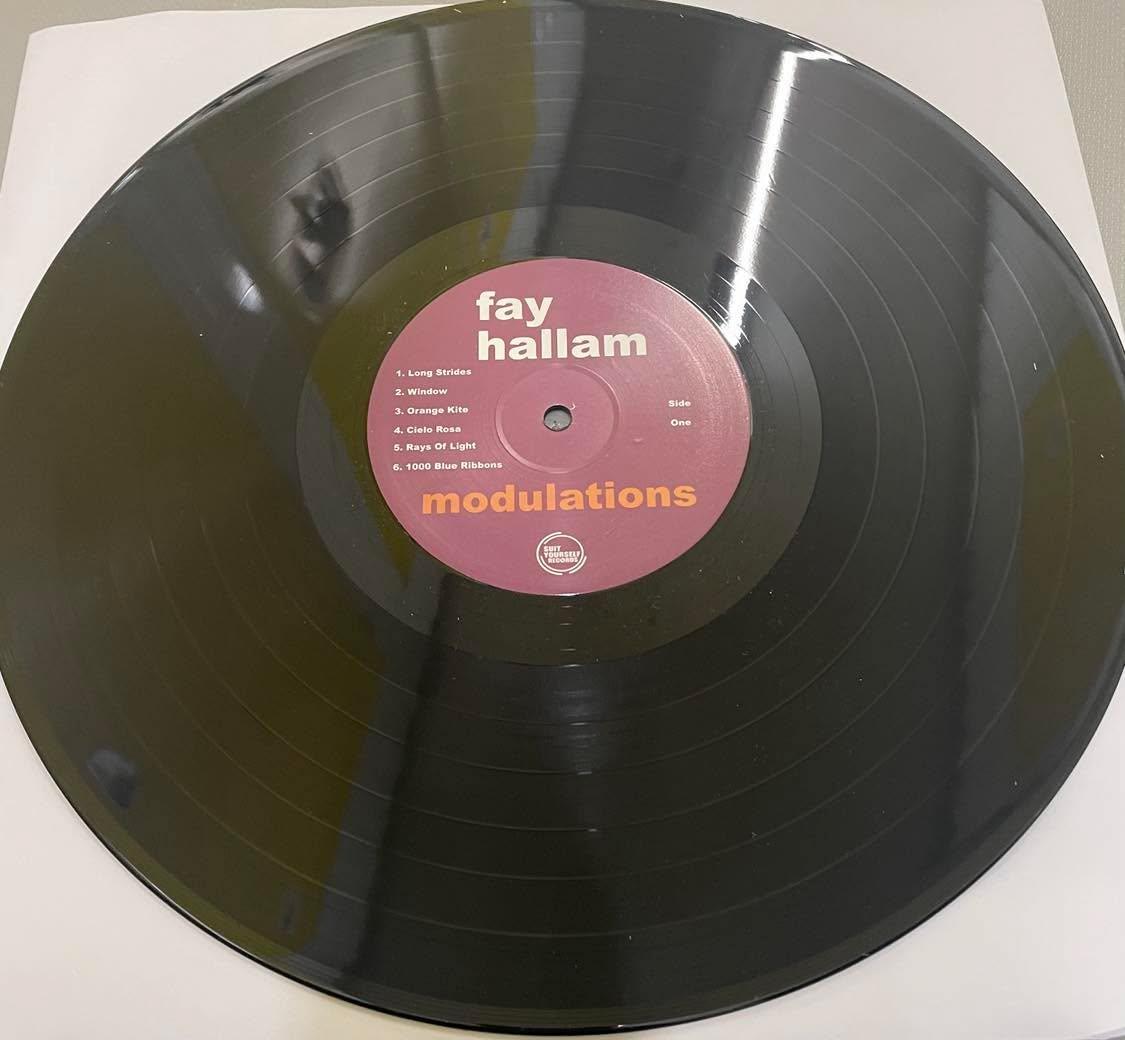 fay
hallam
1. Long Strides
2. Window
3. Orange Kite
4. Cielo Rosa
5. Rays Of Light
6. 1000 Blue Ribbons
Side
One
modulations
SUIT
YOURSELF
RECORDS